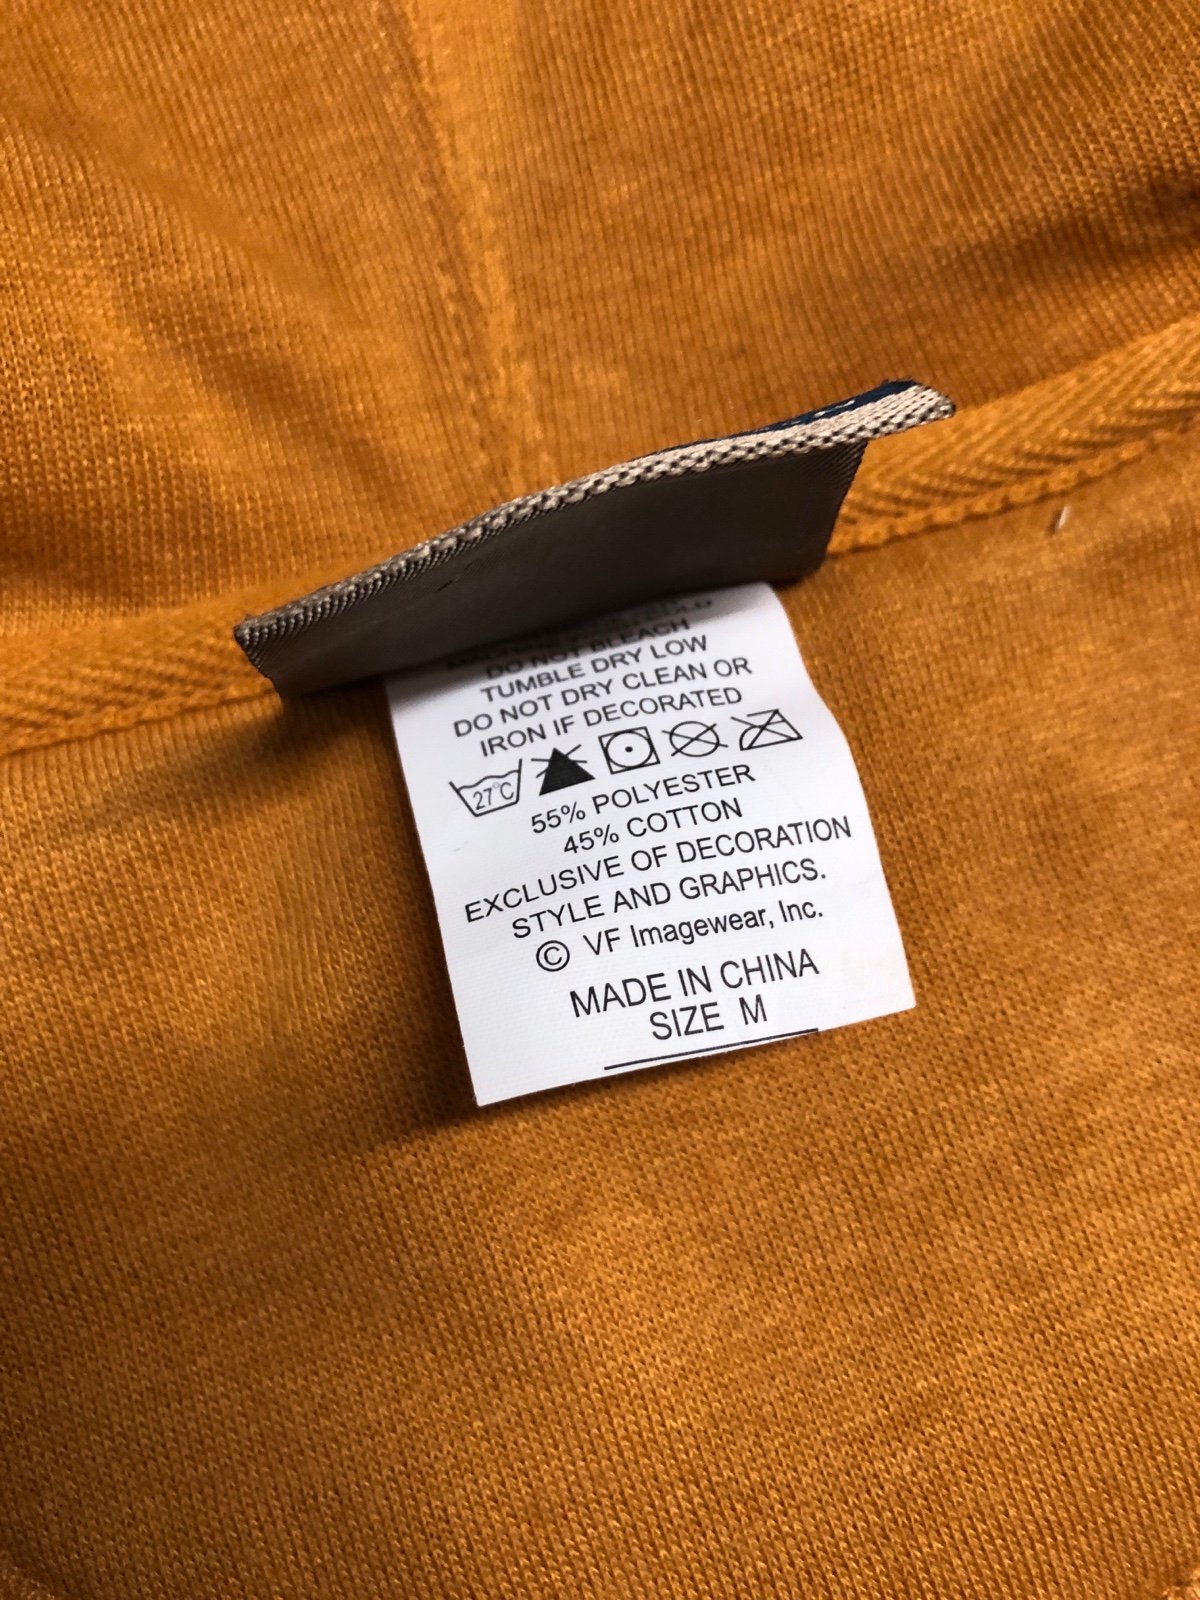 DO NOT BLEACH
TUMBLE DRY LOW
DO NOT DRY CLEAN OR
IRON IF DECORATED
27°C
55% POLYESTER
45% COTTON
EXCLUSIVE OF DECORATION
STYLE AND GRAPHICS.
© VF Imagewear, Inc.
MADE IN CHINA
SIZE M